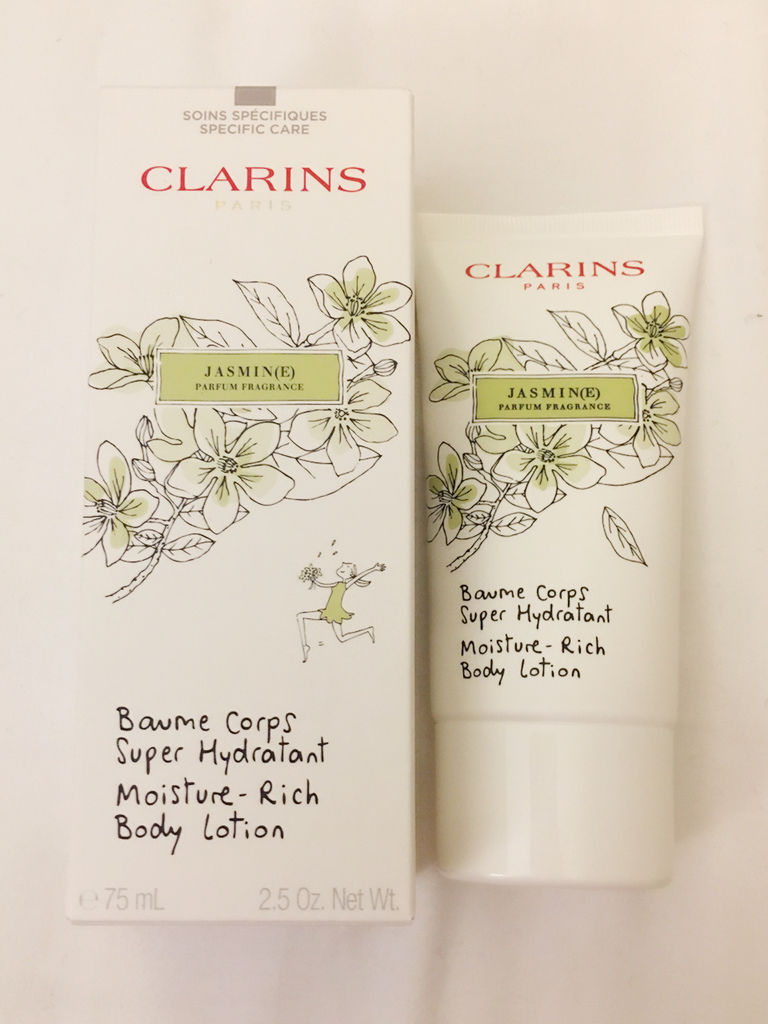 SOINS SPÉCIFIQUES
SPECIFIC CARE
CLARINS
PARIS
JASMIN(E)
PARFUM FRAGRANCE
Baume Corps
Super Hydratant
Moisture-Rich
Body Lotion
e 75 mL 2.5 Oz. Net Wt.
CLARINS
PARIS
JASMIN(E)
PARFUM FRAGRANCE
Baume Corps
Super Hydratant
Moisture-Rich
Body Lotion